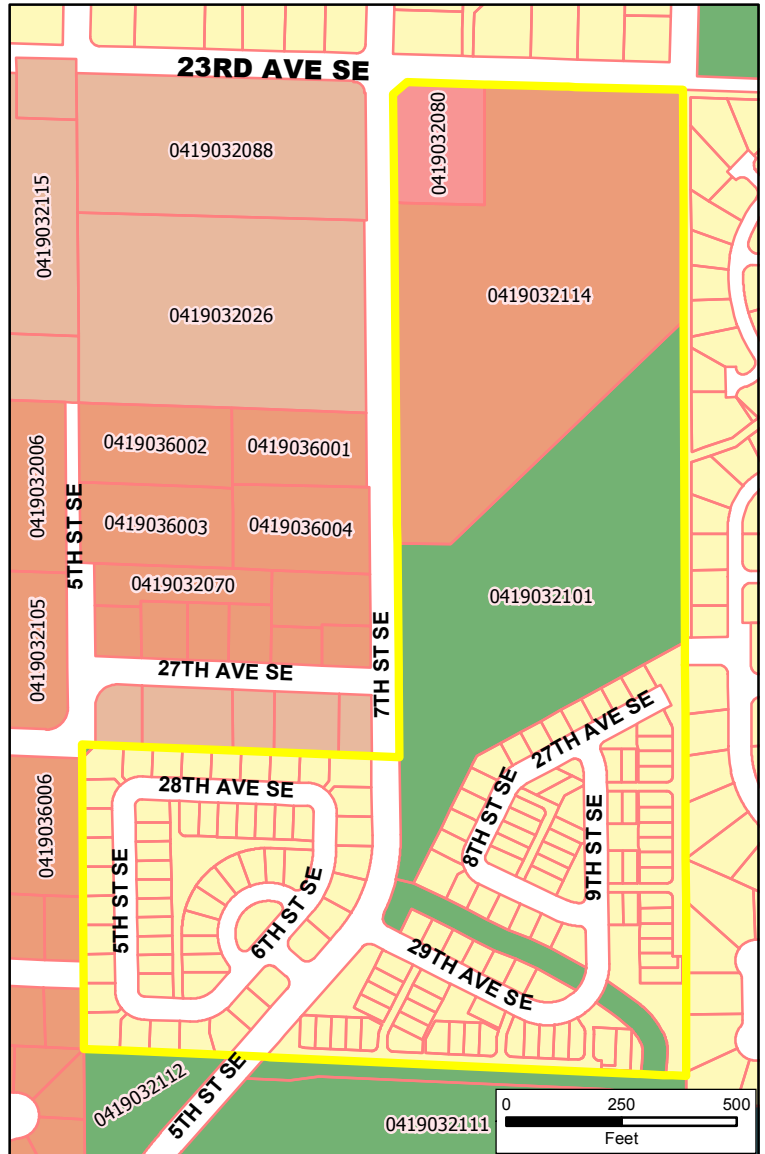 23RD AVE SE
0419032080
0419032088
0419032115
0419032114
0419032026
0419036002
0419036001
0419032006
0419036003
0419036004
5TH ST SE
0419032070
0419032101
0419032105
27TH AVE SE
7TH ST SE
27TH AVE SE
28TH AVE SE
8TH ST SE
0419036006
9TH ST SE
5TH ST SE
6TH ST SE
29TH AVE SE
0419032112
5TH ST SE
0419032111
0 250 500
Feet